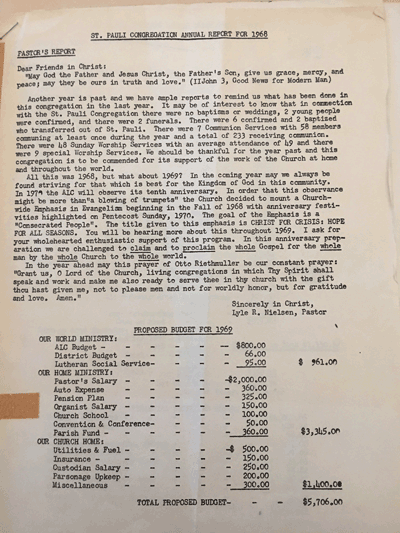 ST. PAULI CONGREGATION ANNUAL REPORT FOR 1968
PASTOR'S REPORT
Dear Friends in Christ:
"May God the Father and Jesus Christ, the Father's Son, give us grace, mercy, and
peace; may they be ours in truth and love." (IIJohn 3, Good News for Modern Man)
Another year is past and we have ample reports to remind us what has been done in
this congregation in the last year. It may be of interest to know that in connection
with the St. Pauli Congregation there were no baptisms or weddings, 2 young people
were confirmed, and there were 2 funerals. There were 6 confirmed and 2 baptized
who transferred out of St. Pauli. There were 7 Communion Services with 58 members
communing at least once during the year and a total of 233 receiving communion.
There were 48 Sunday Worship Services with an average attendance of 49 and there
were 9 special Worship Services. We should be thankful for the year past and this
congregation is to be commended for its support of the work of the Church at home
and throughout the world.
All this was 1968, but what about 1969? In the coming year may we always be
found striving for that which is best for the Kingdom of God in this community.
In 1970 the ALC will observe its tenth anniversary. In order that this observance
might be more than"a blowing of trumpets" the Church decided to mount a Church-
wide Emphasis in Evangelism beginning in the Fall of 1968 with anniversary festi-
vities highlighted on Pentecost Sunday, 1970. The goal of the Emphasis is a
"Consecrated People". The title given to this emphasis is CHRIST FOR CRISIS: HOPE
FOR ALL SEASONS. You will be hearing more about this throughout 1969. I ask for
your wholehearted enthusiastic support of this program. In this anniversary prep-
aration we are challenged to claim and to proclaim the whole Gospel for the whole
man by the whole Church to the whole world.
In the year ahead may this prayer of Otto Riethmuller be our constant prayer:
"Grant us, O Lord of the Church, living congregations in which Thy Spirit shall
speak and work and make me also ready to serve thee in thy church with the gift
thou hast given me, not to please men and not for worldly honor, but for gratitude
and love. Amen."
Sincerely in Christ,
Lyle R. Nielsen, Pastor
PROPOSED BUDGET FOR 1969
OUR WORLD MINISTRY:
ALC Budget - - - - - -- $800.00
District Budget - - - - - 66.00
Lutheran Social Service- - - - 95.00 $ 961.00
OUR HOME MINISTRY:
Pastor's Salary - - - - -$2,000.00
Auto Expense - - - - - 360.00
Pension Plan - - - - - 325.00
Organist Salary - - - - - 150.00
Church School - - - - - 100.00
Convention & Conference- - - - 50.00
Parish Fund - - - - - - 360.00 $3,345.00
OUR CHURCH HOME:
Utilities & Fuel - - - - -$ 500.00
Insurance - - - - - - 150.00
Custodian Salary - - - - - 250.00
Parsonage Upkeep - - - - - 200.00
Miscellaneous - - - - - 300.00 $1,400.00
TOTAL PROPOSED BUDGET- - - $5,706.00